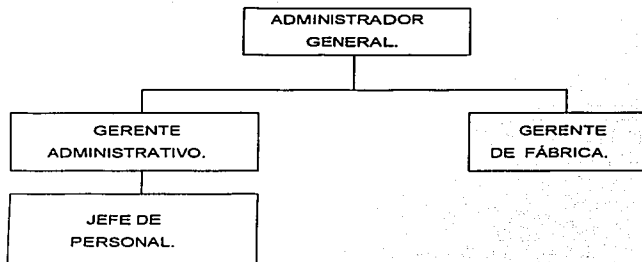 ADMINISTRADOR
GENERAL.
GERENTE
ADMINISTRATIVO.
GERENTE
DE FÁBRICA.
JEFE DE
PERSONAL.